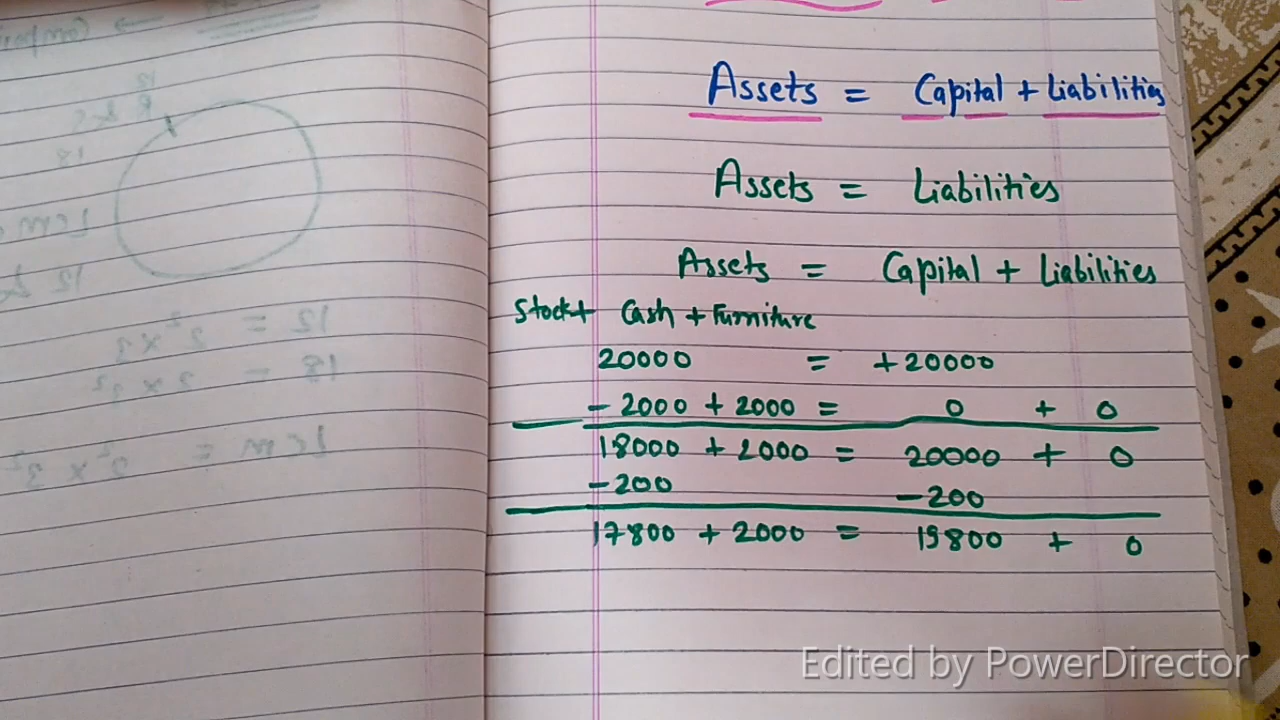 Assets = Capital + Liabilities
Assets = Liabilities
Assets = Capital + Liabilities
Stock+ Cash + Furniture
20000 = +20000
- 2000 + 2000 = 0 + 0
18000 + 2000 = 20000 + 0
-200 -200
17800 + 2000 = 19800 + 0
Edited by PowerDirector